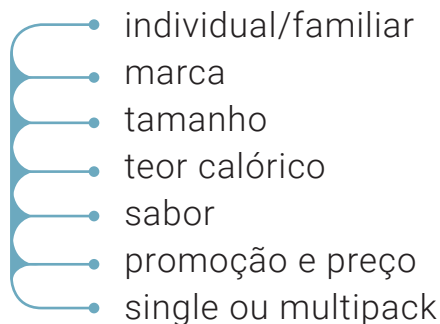 individual/familiar
marca
tamanho
teor calórico
sabor
promoção e preço
single ou multipack